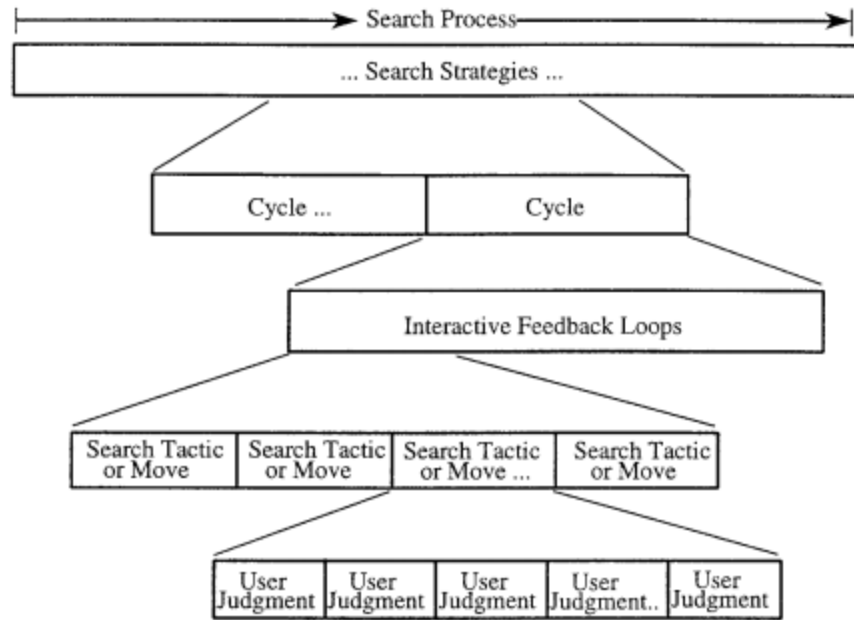 Search Process
... Search Strategies ...
Cycle ... Cycle
Interactive Feedback Loops
Search Tactic Search Tactic Search Tactic Search Tactic
or Move or Move or Move ... or Move
User User User User User
Judgment Judgment Judgment Judgment.. Judgment